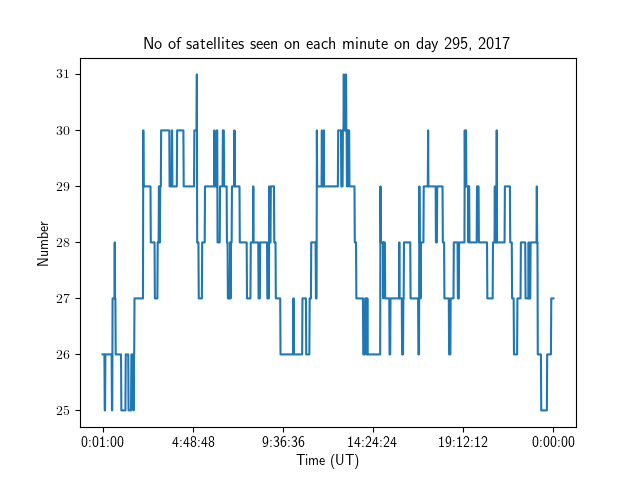 No of satellites seen on each minute on day 295, 2017
31
30
29
28
27
26
25
Number
0:01:00 4:48:48 9:36:36 14:24:24 19:12:12 0:00:00
Time (UT)